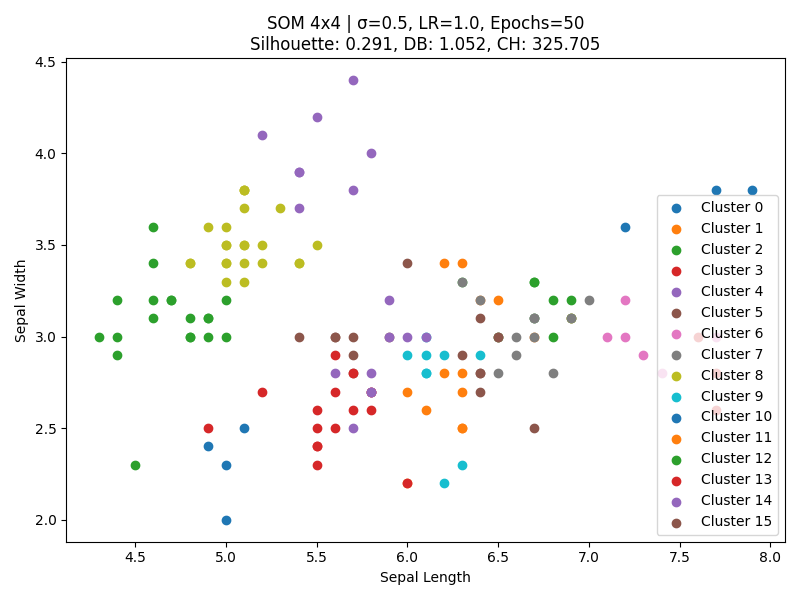 SOM 4x4 | σ=0.5, LR=1.0, Epochs=50
Silhouette: 0.291, DB: 1.052, CH: 325.705
4.5
4.0
3.5
3.0
2.5
2.0
Sepal Width
Cluster 0
Cluster 1
Cluster 2
Cluster 3
Cluster 4
Cluster 5
Cluster 6
Cluster 7
Cluster 8
Cluster 9
Cluster 10
Cluster 11
Cluster 12
Cluster 13
Cluster 14
Cluster 15
4.5 5.0 5.5 6.0 6.5 7.0 7.5 8.0
Sepal Length